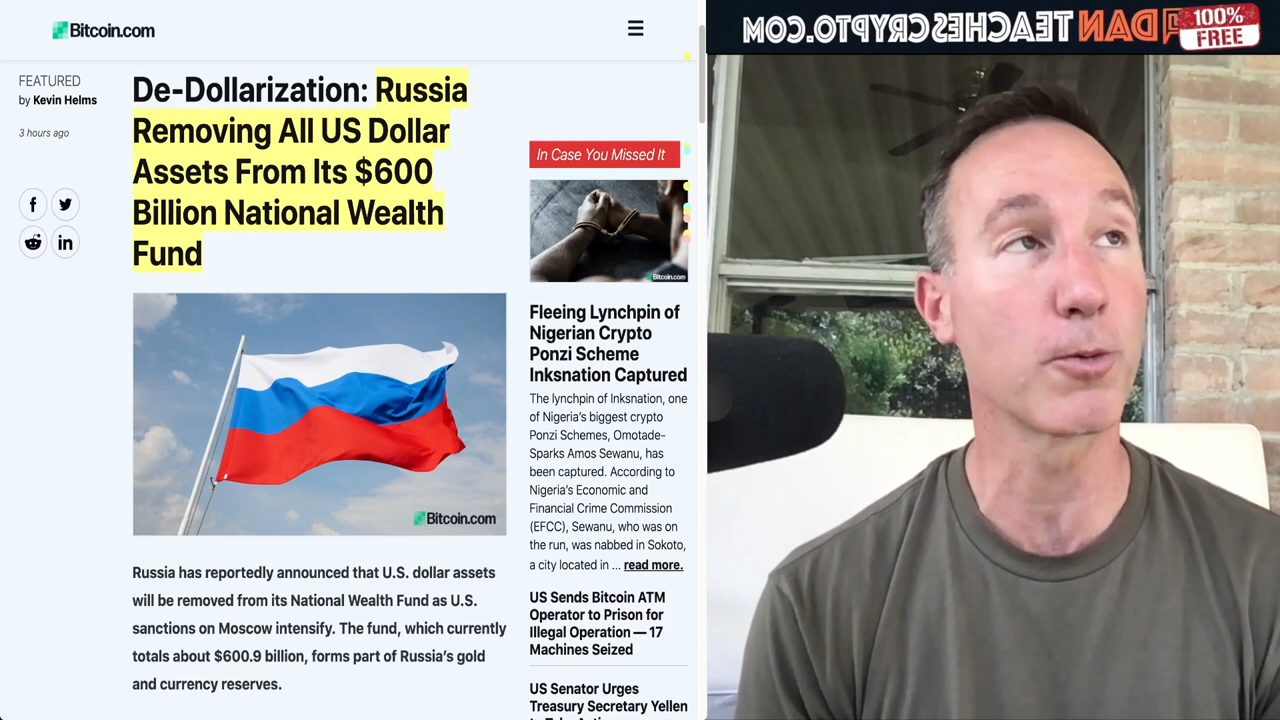 Bitcoin.com
FEATURED
by Kevin Helms
3 hours ago
De-Dollarization: Russia
Removing All US Dollar
Assets From Its $600
Billion National Wealth
Fund
Bitcoin.com
Russia has reportedly announced that U.S. dollar assets
will be removed from its National Wealth Fund as U.S.
sanctions on Moscow intensify. The fund, which currently
totals about $600.9 billion, forms part of Russia's gold
and currency reserves.
In Case You Missed It
Bitcoin.com
Fleeing Lynchpin of
Nigerian Crypto
Ponzi Scheme
Inksnation Captured
The lynchpin of Inksnation, one
of Nigeria's biggest crypto
Ponzi Schemes, Omotade-
Sparks Amos Sewanu, has
been captured. According to
Nigeria's Economic and
Financial Crime Commission
(EFCC), Sewanu, who was on
the run, was nabbed in Sokoto,
a city located in ... read more.
US Sends Bitcoin ATM
Operator to Prison for
Illegal Operation — 17
Machines Seized
US Senator Urges
Treasury Secretary Yellen
DAN TEACHESCRYPTO.COM
100%
FREE